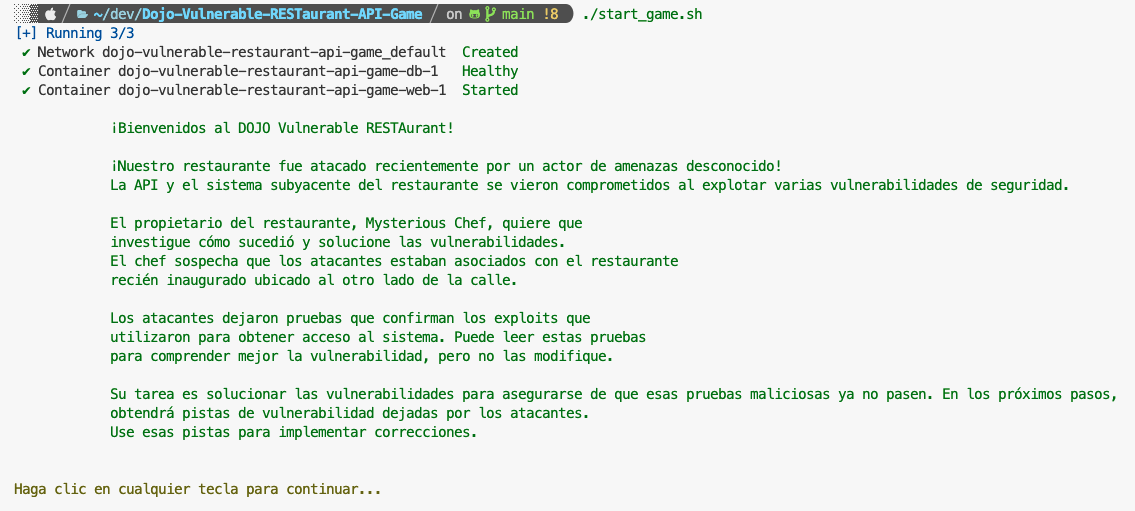 ~/dev/Dojo-Vulnerable-RESTaurant-API-Game / on main !8 ./start_game.sh
[+] Running 3/3
✔ Network dojo-vulnerable-restaurant-api-game_default Created
✔ Container dojo-vulnerable-restaurant-api-game-db-1 Healthy
✔ Container dojo-vulnerable-restaurant-api-game-web-1 Started
¡Bienvenidos al DOJO Vulnerable RESTAurant!
¡Nuestro restaurante fue atacado recientemente por un actor de amenazas desconocido!
La API y el sistema subyacente del restaurante se vieron comprometidos al explotar varias vulnerabilidades de seguridad.
El propietario del restaurante, Mysterious Chef, quiere que
investigue cómo sucedió y solucione las vulnerabilidades.
El chef sospecha que los atacantes estaban asociados con el restaurante
recién inaugurado ubicado al otro lado de la calle.
Los atacantes dejaron pruebas que confirman los exploits que
utilizaron para obtener acceso al sistema. Puede leer estas pruebas
para comprender mejor la vulnerabilidad, pero no las modifique.
Su tarea es solucionar las vulnerabilidades para asegurarse de que esas pruebas maliciosas ya no pasen. En los próximos pasos,
obtendrá pistas de vulnerabilidad dejadas por los atacantes.
Use esas pistas para implementar correcciones.
Haga clic en cualquier tecla para continuar...